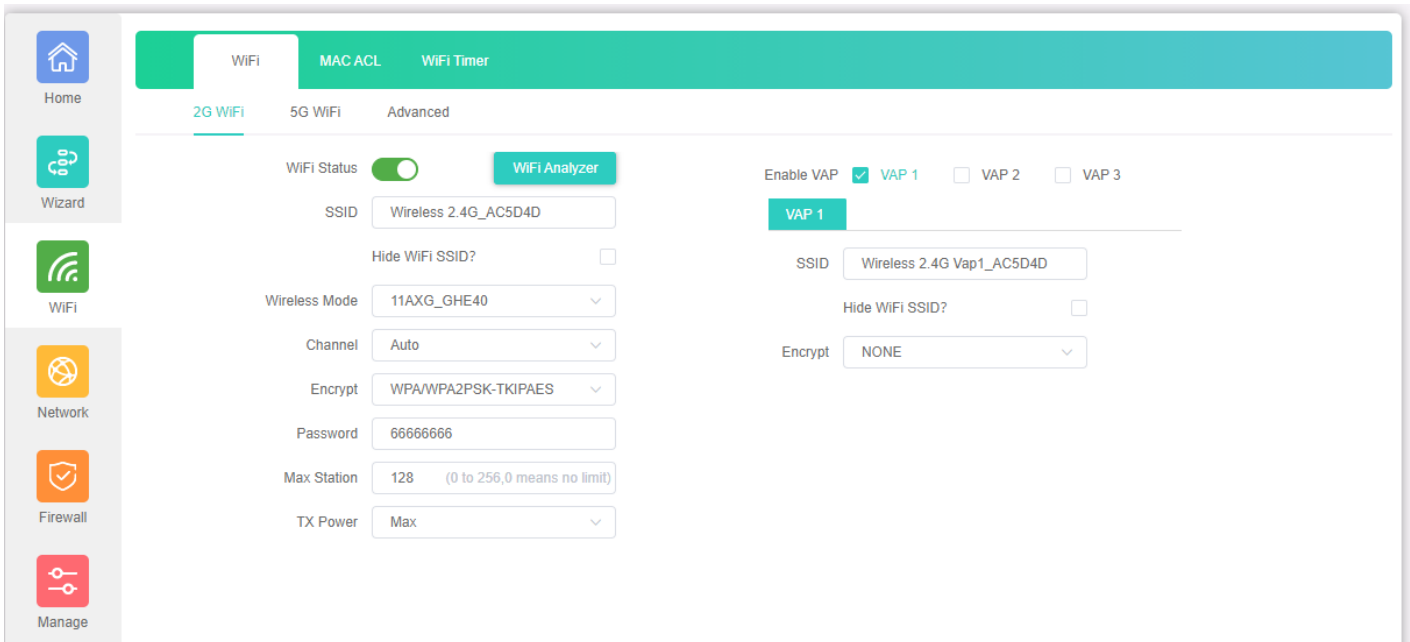 Home
Wizard
WiFi
Network
Firewall
Manage
WiFi MAC ACL WiFi Timer
2G WiFi 5G WiFi Advanced
WiFi Status WiFi Analyzer
SSID Wireless 2.4G_AC5D4D
Hide WiFi SSID?
Wireless Mode 11AXG_GHE40
Channel Auto
Encrypt WPA/WPA2PSK-TKIPAES
Password 66666666
Max Station 128 (0 to 256,0 means no limit)
TX Power Max
Enable VAP VAP 1 VAP 2 VAP 3
VAP 1
SSID Wireless 2.4G Vap1_AC5D4D
Hide WiFi SSID?
Encrypt NONE